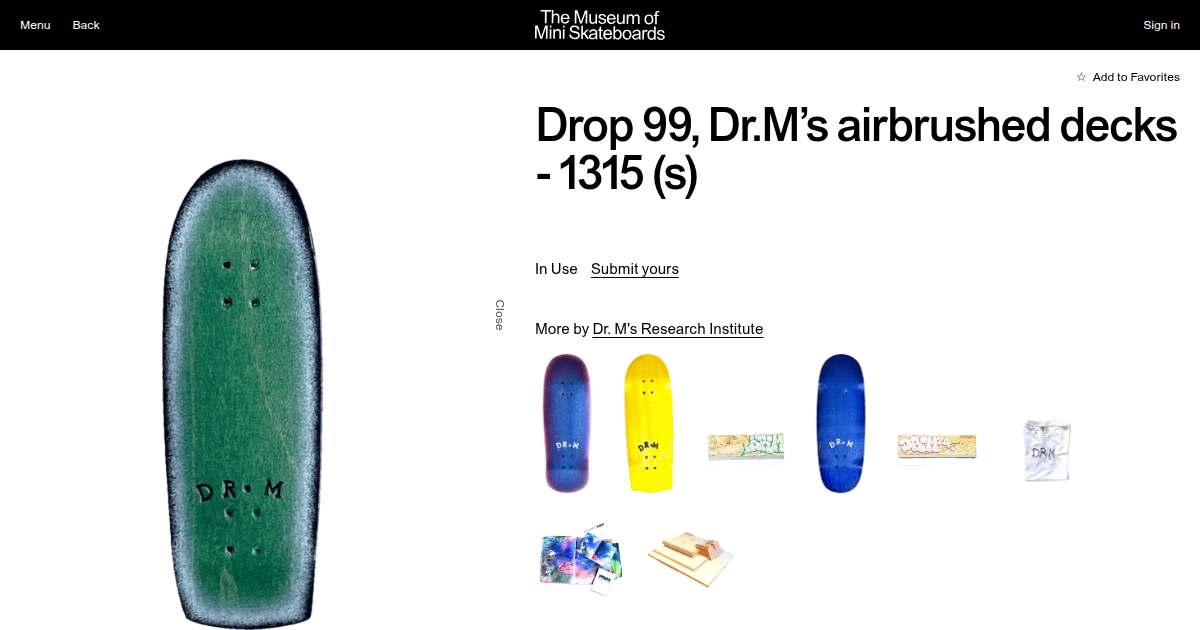 Menu
Back
The Museum of
Mini Skateboards
Sign in
☆ Add to Favorites
Drop 99, Dr.M’s airbrushed decks
- 1315 (s)
In Use
Submit yours
Close
More by Dr. M's Research Institute
DR•M
DR•M
DR•M
DR•M
DR.M